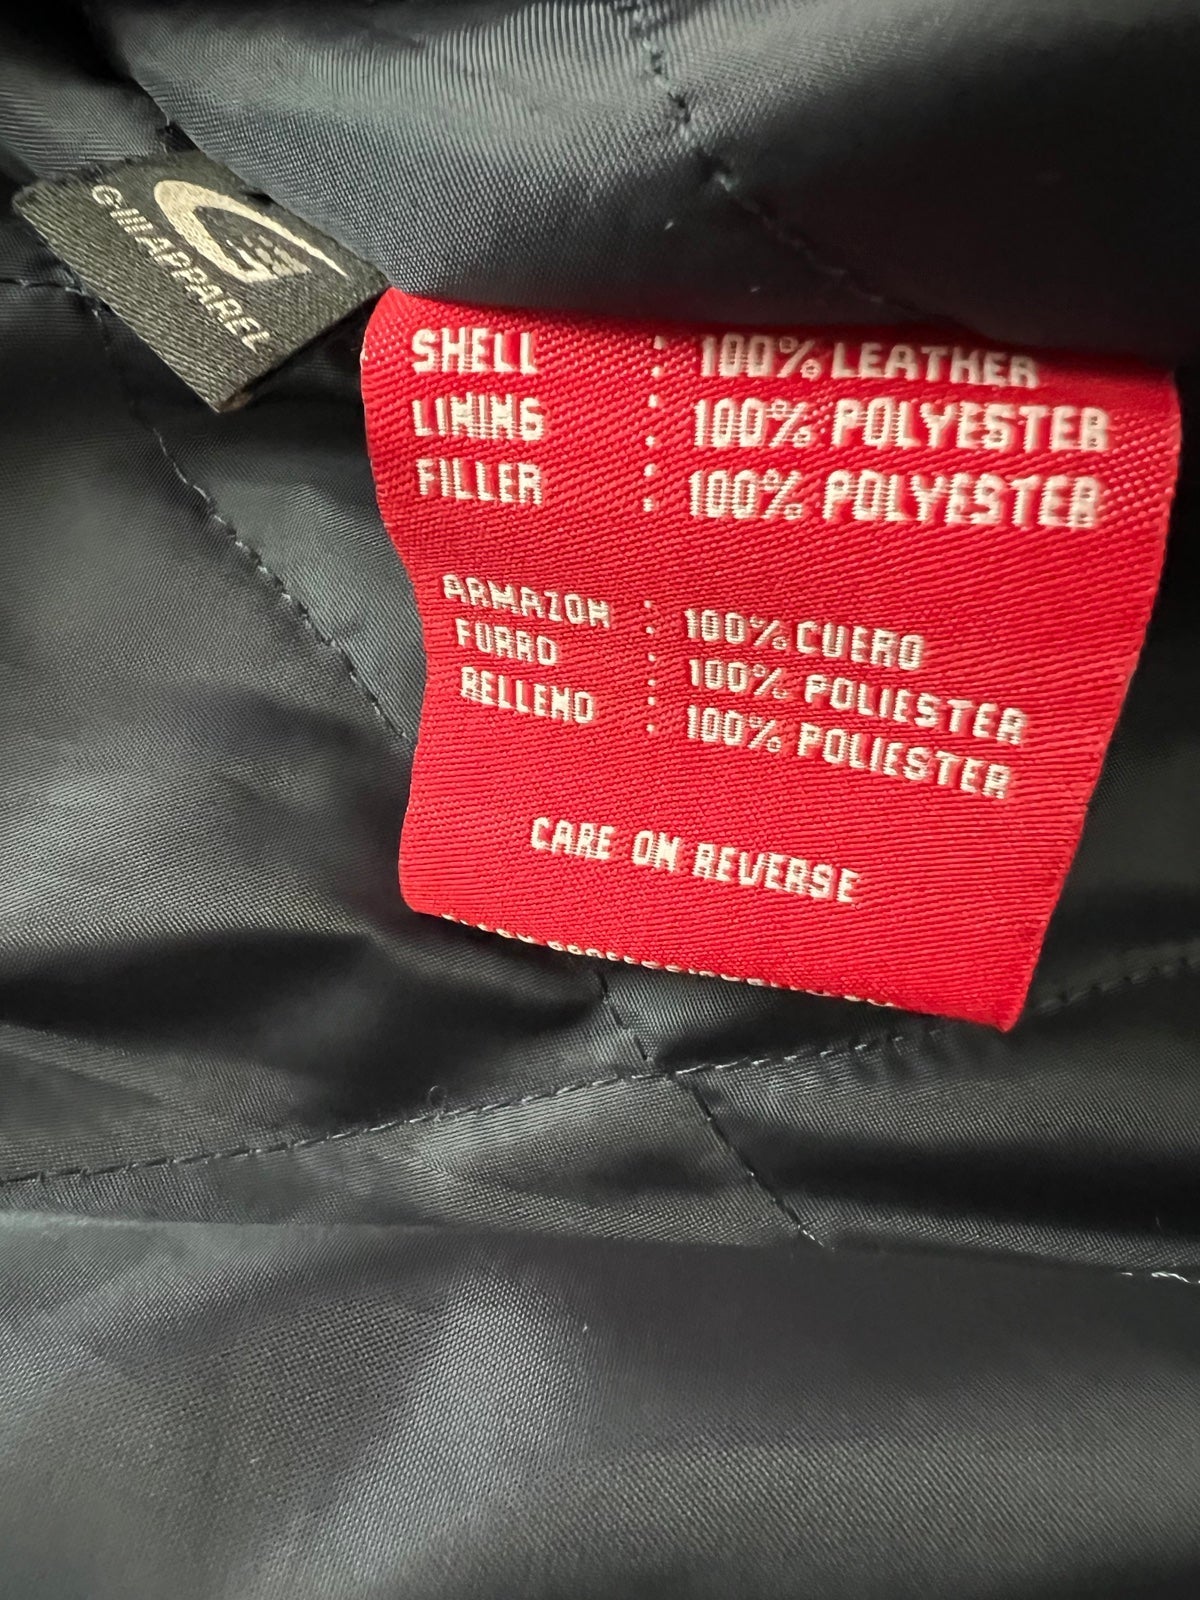 G-III APPAREL
SHELL : 100% LEATHER
LINING : 100% POLYESTER
FILLER : 100% POLYESTER
ARMAZON : 100% CUERO
FORRO : 100% POLIESTER
RELLENO : 100% POLIESTER
CARE ON REVERSE